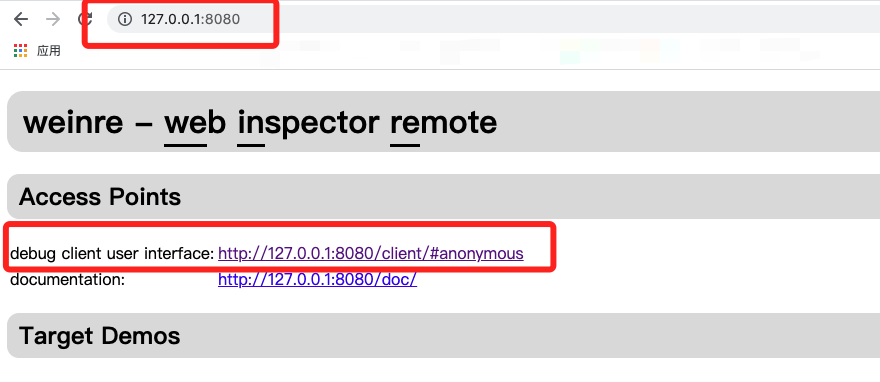 127.0.0.1:8080
应用
weinre – web inspector remote
Access Points
debug client user interface: http://127.0.0.1:8080/client/#anonymous
documentation: http://127.0.0.1:8080/doc/
Target Demos